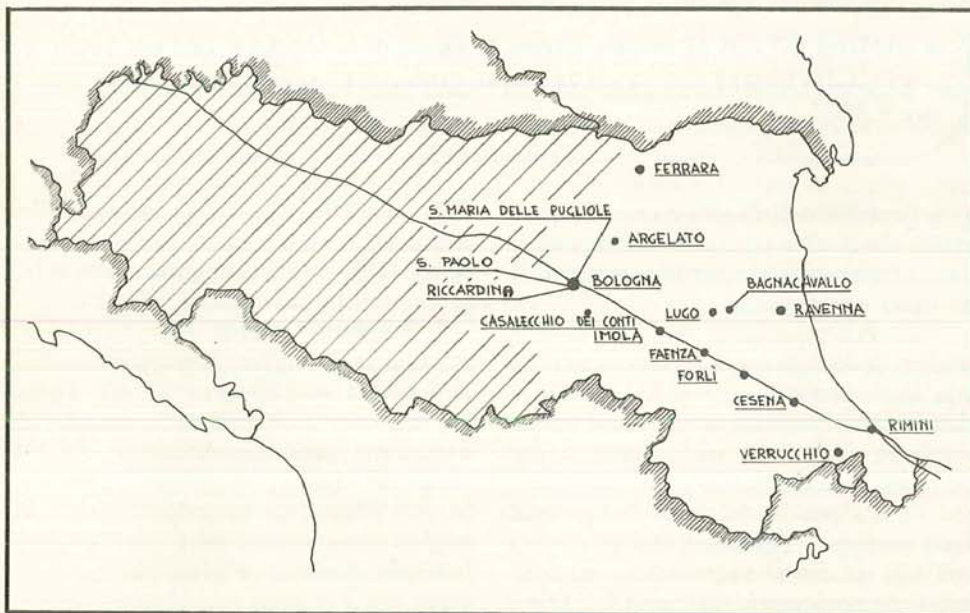 FERRARA
S. MARIA DELLE PUGLIOLE
ARGELATO
S. PAOLO
BOLOGNA
RICCARDINA
BAGNACAVALLO
LUGO
RAVENNA
CASALECCHIO DEI CONTI
IMOLA
FAENZA
FORLÌ
CESENA
RIMINI
VERRUCCHIO